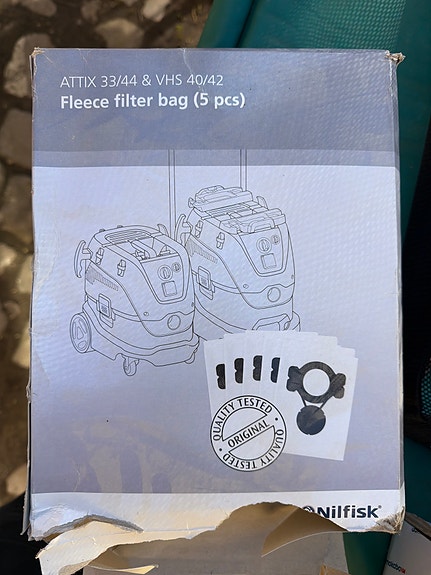 ATTIX 33/44 & VHS 40/42
Fleece filter bag (5 pcs)
QUALITY TESTED
ORIGINAL
QUALITY TESTED
Nilfisk